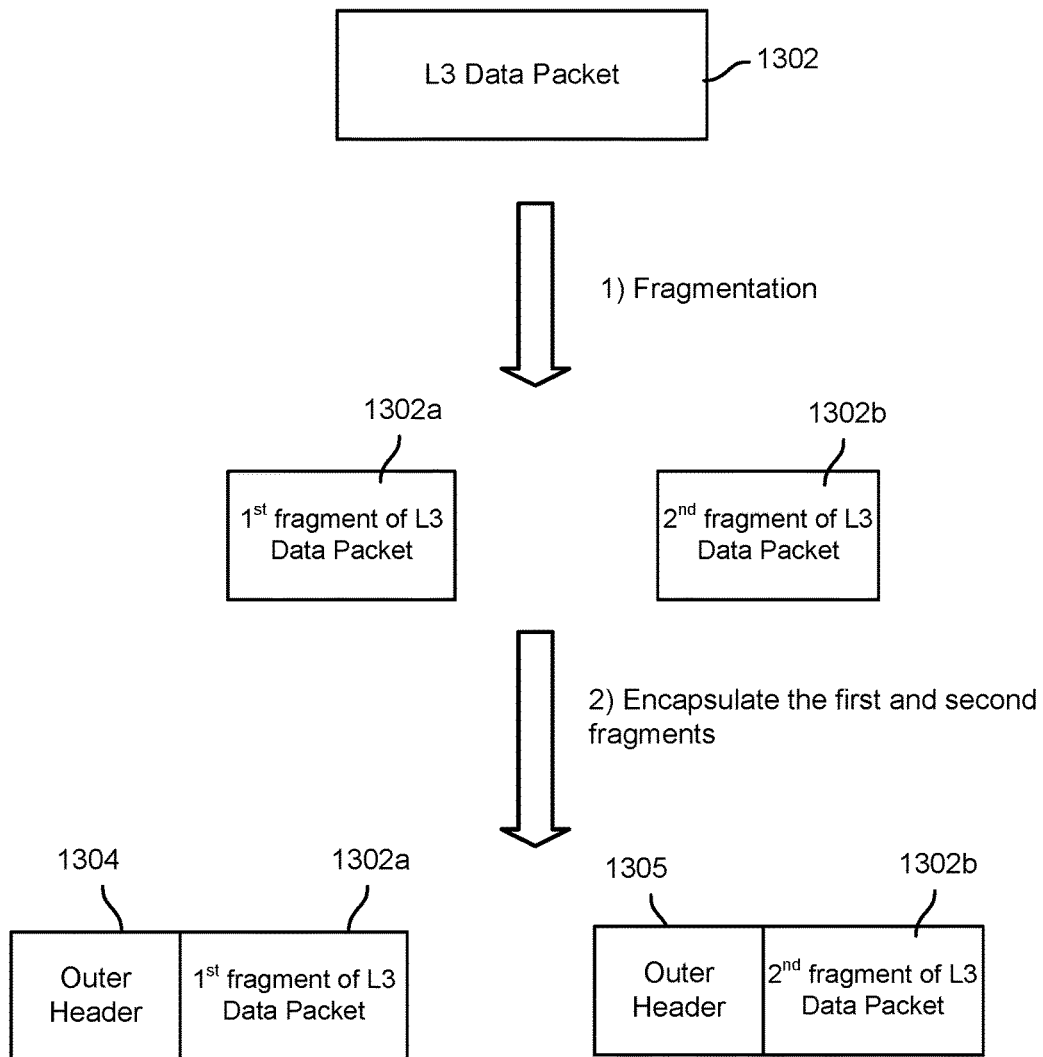 L3 Data Packet
1302
1) Fragmentation
1302a
1302b
1st fragment of L3
Data Packet
2nd fragment of L3
Data Packet
2) Encapsulate the first and second
fragments
1304
1302a
1305
1302b
Outer
Header
1st fragment of L3
Data Packet
Outer
Header
2nd fragment of L3
Data Packet